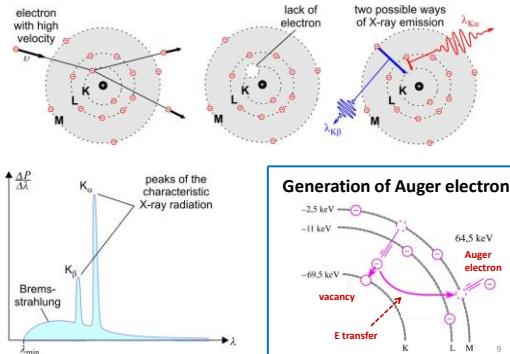 electron
with high
velocity
υ
K
L
M
lack of
electron
K
L
M
two possible ways
of X-ray emission
λKα
K
L
M
λKβ
ΔP
Δλ
Kα
Kβ
peaks of the
characteristic
X-ray radiation
Brems-
strahlung
λmin
λ
Generation of Auger electron
−2,5 keV
−11 keV
64,5 keV
Auger
electron
−69,5 keV
vacancy
E transfer
K
L
M
9